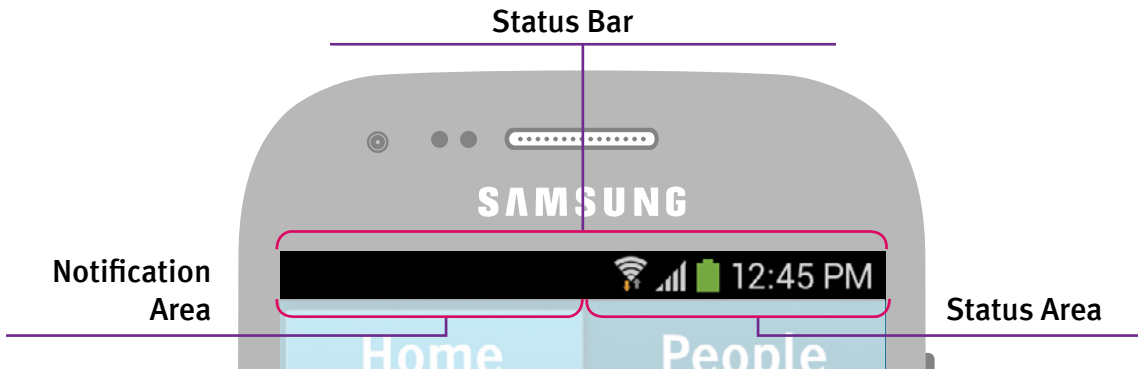 Status Bar
SAMSUNG
12:45 PM
Notification
Area
Status Area
Home
People